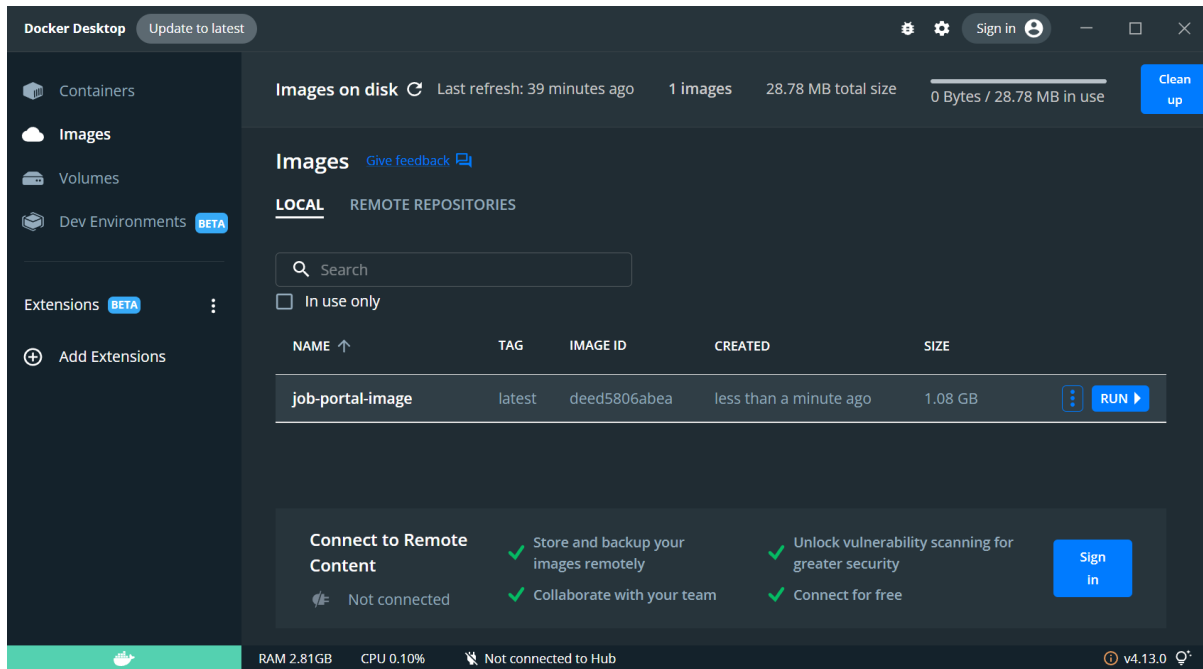 Docker Desktop Update to latest Sign in
Containers
Images
Volumes
Dev Environments BETA
Extensions BETA
Add Extensions
Images on disk Last refresh: 39 minutes ago 1 images 28.78 MB total size 0 Bytes / 28.78 MB in use
Clean
up
Images Give feedback
LOCAL REMOTE REPOSITORIES
Search
In use only
NAME TAG IMAGE ID CREATED SIZE
job-portal-image latest deed5806abea less than a minute ago 1.08 GB RUN
Connect to Remote
Content
Not connected
Store and backup your
images remotely
Collaborate with your team
Unlock vulnerability scanning for
greater security
Connect for free
Sign
in
RAM 2.81GB CPU 0.10% Not connected to Hub v4.13.0